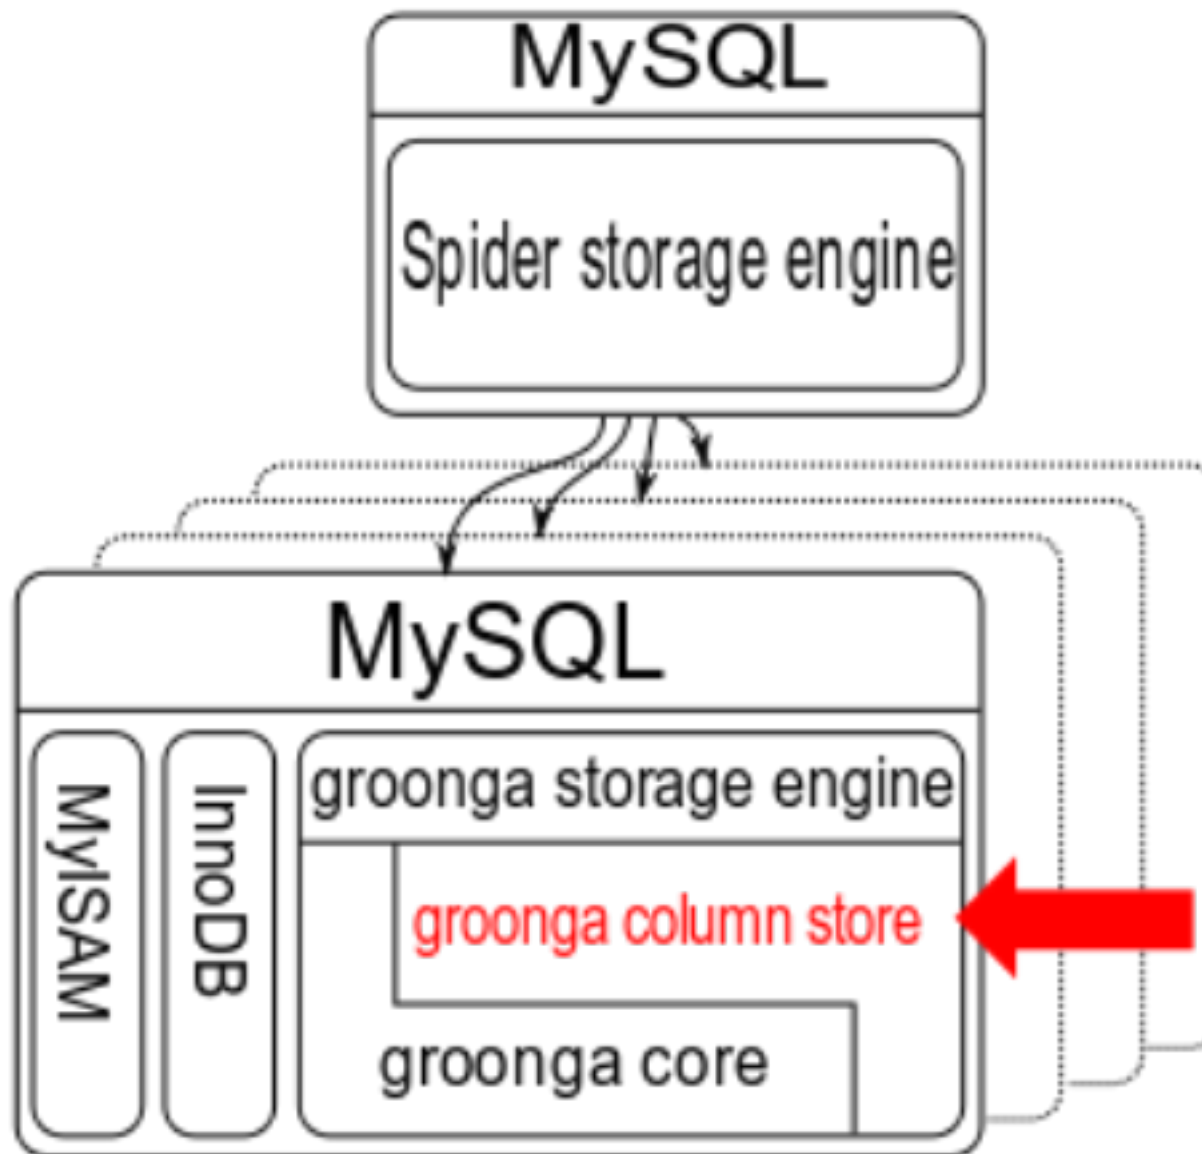 MySQL
Spider storage engine
MySQL
MyISAM
InnoDB
groonga storage engine
groonga column store
groonga core